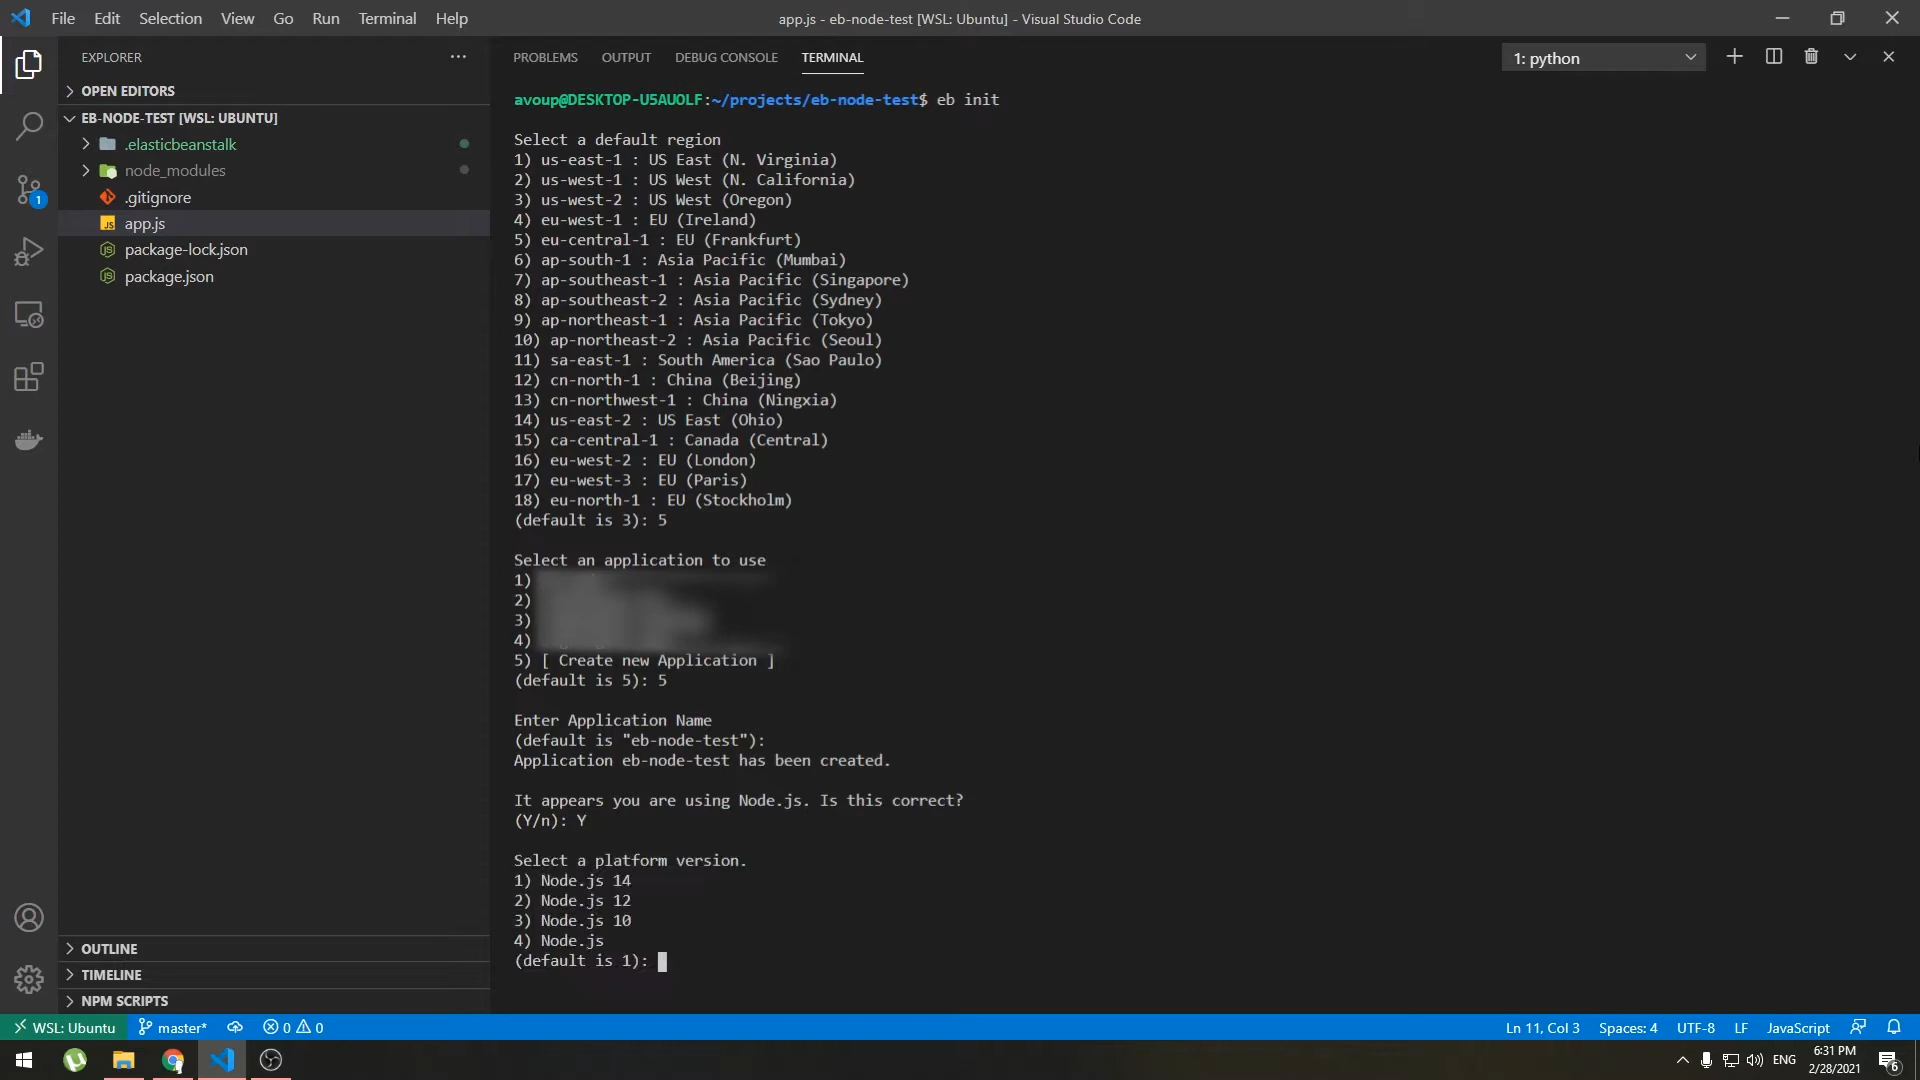 File Edit Selection View Go Run Terminal Help
app.js - eb-node-test [WSL: Ubuntu] - Visual Studio Code
EXPLORER
OPEN EDITORS
EB-NODE-TEST [WSL: UBUNTU]
.elasticbeanstalk
node_modules
.gitignore
JS app.js
package-lock.json
package.json
1
OUTLINE
TIMELINE
NPM SCRIPTS
PROBLEMS OUTPUT DEBUG CONSOLE TERMINAL
1: python
avoup@DESKTOP-U5AUOLF:~/projects/eb-node-test$ eb init
Select a default region
1) us-east-1 : US East (N. Virginia)
2) us-west-1 : US West (N. California)
3) us-west-2 : US West (Oregon)
4) eu-west-1 : EU (Ireland)
5) eu-central-1 : EU (Frankfurt)
6) ap-south-1 : Asia Pacific (Mumbai)
7) ap-southeast-1 : Asia Pacific (Singapore)
8) ap-southeast-2 : Asia Pacific (Sydney)
9) ap-northeast-1 : Asia Pacific (Tokyo)
10) ap-northeast-2 : Asia Pacific (Seoul)
11) sa-east-1 : South America (Sao Paulo)
12) cn-north-1 : China (Beijing)
13) cn-northwest-1 : China (Ningxia)
14) us-east-2 : US East (Ohio)
15) ca-central-1 : Canada (Central)
16) eu-west-2 : EU (London)
17) eu-west-3 : EU (Paris)
18) eu-north-1 : EU (Stockholm)
(default is 3): 5
Select an application to use
1)
2)
3)
4)
5) [ Create new Application ]
(default is 5): 5
Enter Application Name
(default is "eb-node-test"):
Application eb-node-test has been created.
It appears you are using Node.js. Is this correct?
(Y/n): Y
Select a platform version.
1) Node.js 14
2) Node.js 12
3) Node.js 10
4) Node.js
(default is 1):
WSL: Ubuntu master* 0 0
Ln 11, Col 3 Spaces: 4 UTF-8 LF JavaScript
ENG
6:31 PM
2/28/2021
6